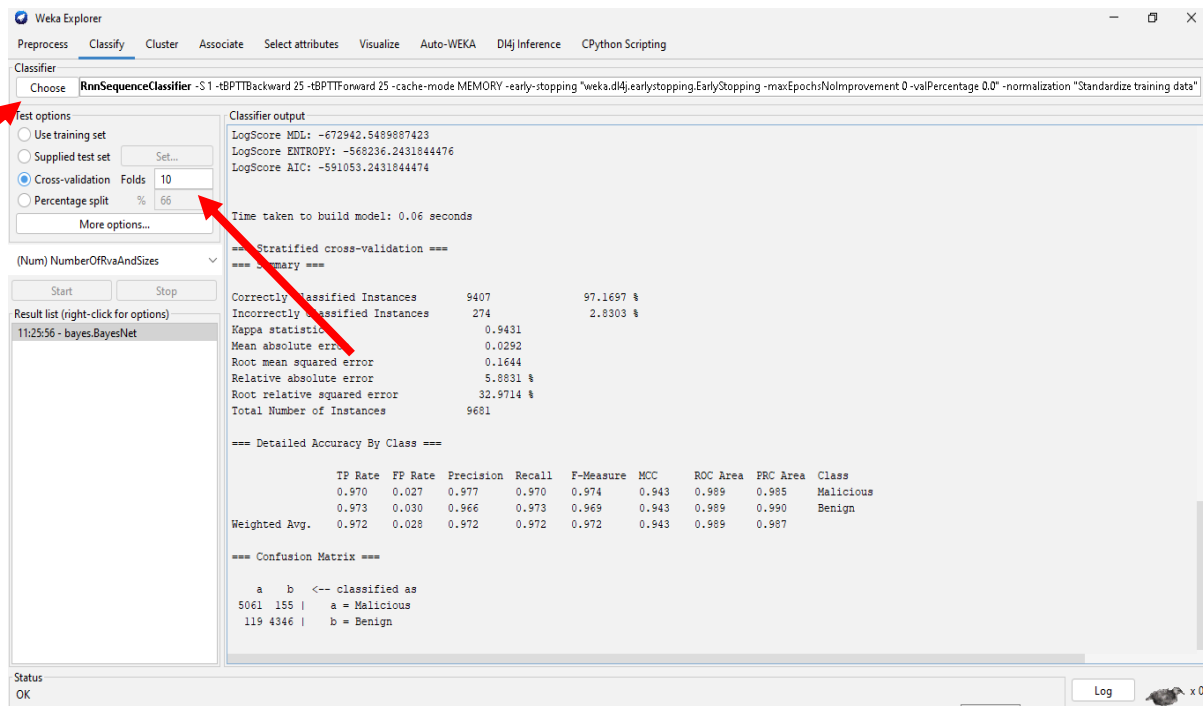 Weka Explorer
Preprocess Classify Cluster Associate Select attributes Visualize Auto-WEKA Dl4j Inference CPython Scripting
Classifier
Choose RnnSequenceClassifier -S 1 -tBPTTBackward 25 -tBPTTForward 25 -cache-mode MEMORY -early-stopping "weka.dl4j.earlystopping.EarlyStopping -maxEpochsNoImprovement 0 -valPercentage 0.0" -normalization "Standardize training data"
Test options
Use training set
Supplied test set Set...
Cross-validation Folds 10
Percentage split % 66
More options...
(Num) NumberOfRvaAndSizes
Start Stop
Result list (right-click for options)
11:25:56 - bayes.BayesNet
Classifier output
LogScore MDL: -672942.5489887423
LogScore ENTROPY: -568236.2431844476
LogScore AIC: -591053.2431844474
Time taken to build model: 0.06 seconds
=== Stratified cross-validation ===
=== Summary ===
Correctly Classified Instances 9407 97.1697 %
Incorrectly Classified Instances 274 2.8303 %
Kappa statistic 0.9431
Mean absolute error 0.0292
Root mean squared error 0.1644
Relative absolute error 5.8831 %
Root relative squared error 32.9714 %
Total Number of Instances 9681
=== Detailed Accuracy By Class ===
TP Rate FP Rate Precision Recall F-Measure MCC ROC Area PRC Area Class
0.970 0.027 0.977 0.970 0.974 0.943 0.989 0.985 Malicious
0.973 0.030 0.966 0.973 0.969 0.943 0.989 0.990 Benign
Weighted Avg. 0.972 0.028 0.972 0.972 0.972 0.943 0.989 0.987
=== Confusion Matrix ===
a b <-- classified as
5061 155 | a = Malicious
119 4346 | b = Benign
Status
OK
Log x 0